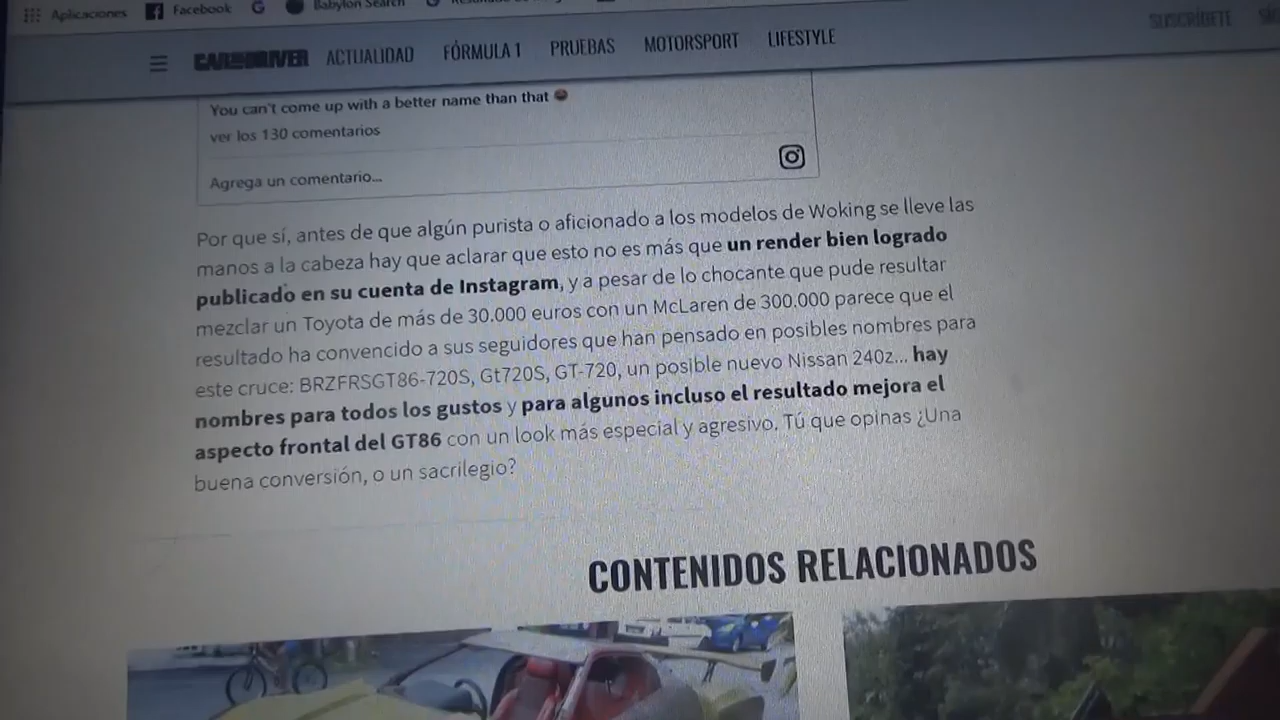 Aplicaciones Facebook Babylon Search
CAR AND DRIVER ACTUALIDAD FÓRMULA 1 PRUEBAS MOTORSPORT LIFESTYLE SUSCRÍBETE
You can't come up with a better name than that
ver los 130 comentarios
Agrega un comentario...
Por que sí, antes de que algún purista o aficionado a los modelos de Woking se lleve las
manos a la cabeza hay que aclarar que esto no es más que un render bien logrado
publicado en su cuenta de Instagram, y a pesar de lo chocante que pude resultar
mezclar un Toyota de más de 30.000 euros con un McLaren de 300.000 parece que el
resultado ha convencido a sus seguidores que han pensado en posibles nombres para
este cruce: BRZFRSGT86-720S, Gt720S, GT-720, un posible nuevo Nissan 240z... hay
nombres para todos los gustos y para algunos incluso el resultado mejora el
aspecto frontal del GT86 con un look más especial y agresivo. Tú que opinas ¿Una
buena conversión, o un sacrilegio?
CONTENIDOS RELACIONADOS